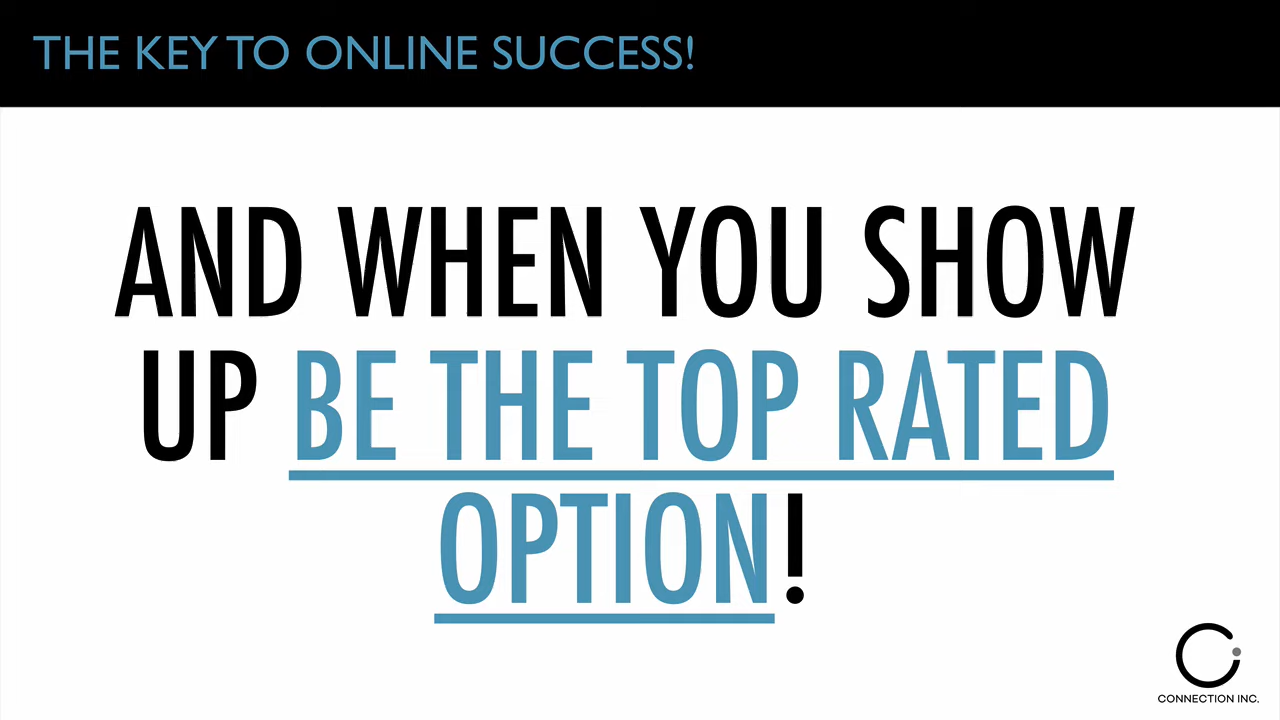 THE KEY TO ONLINE SUCCESS!
AND WHEN YOU SHOW
UP BE THE TOP RATED
OPTION!
CONNECTION INC.